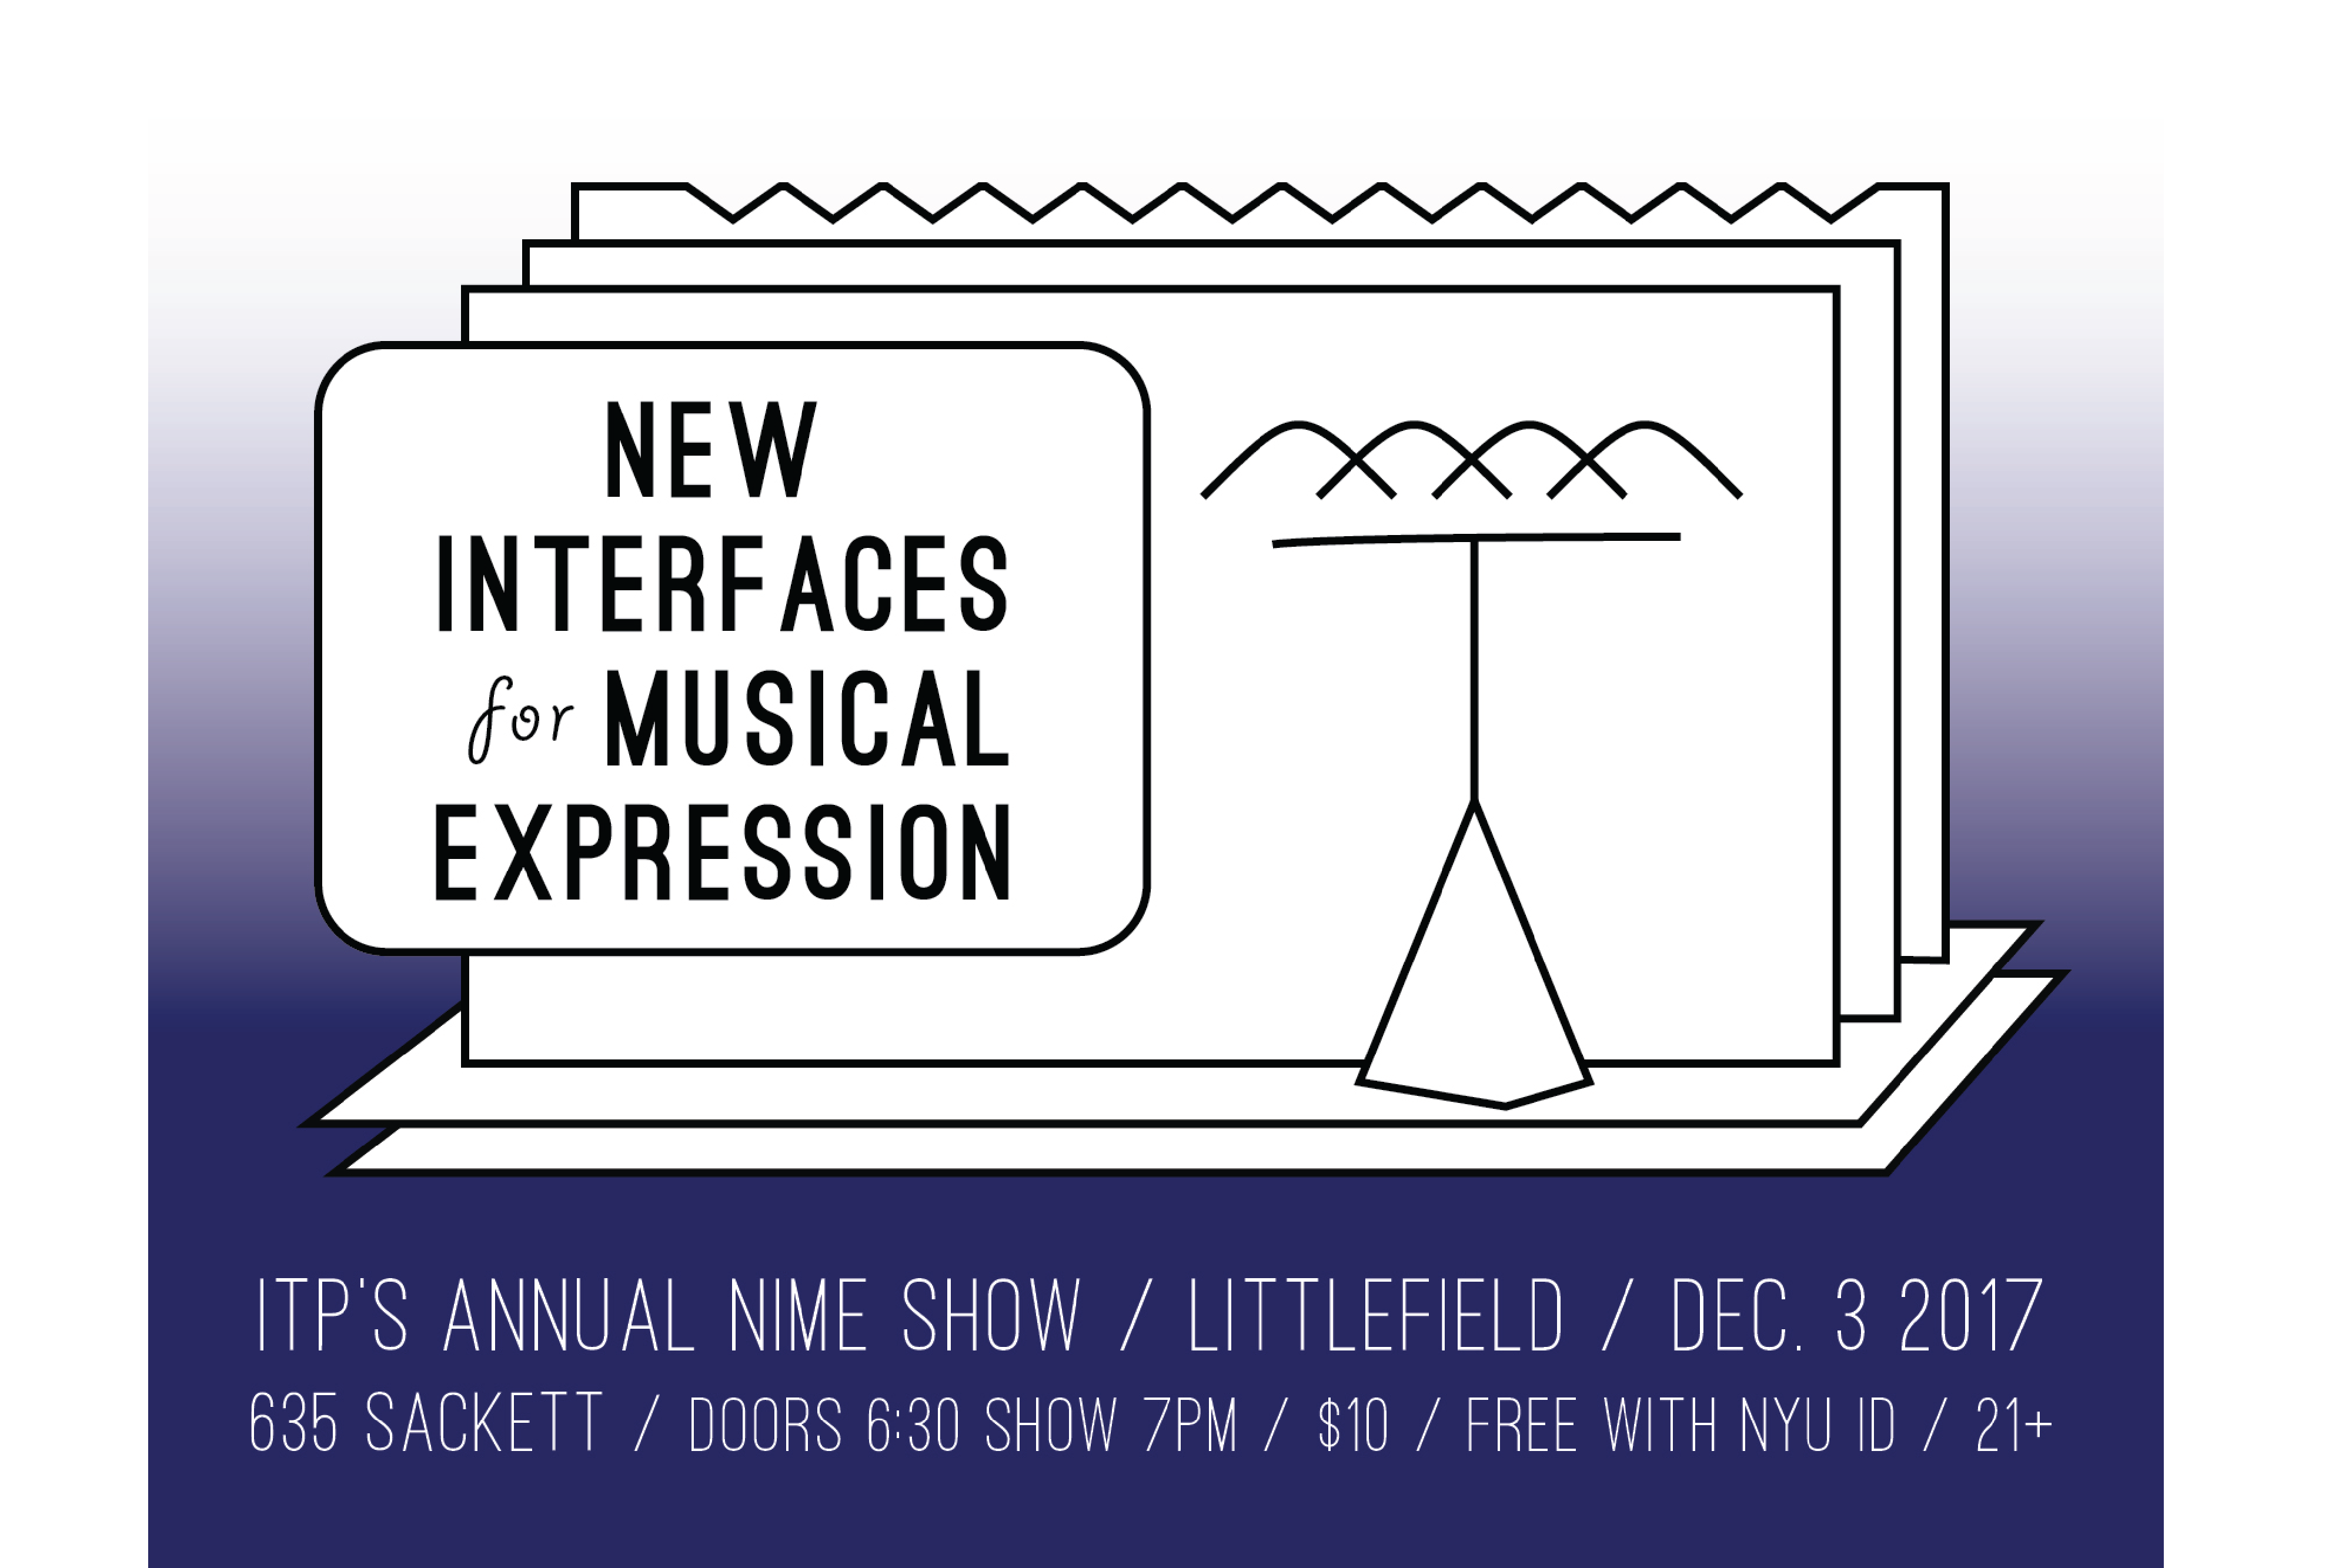 NEW
INTERFACES
for MUSICAL
EXPRESSION
ITP'S ANNUAL NIME SHOW / LITTLEFIELD / DEC. 3 2017
635 SACKETT / DOORS 6:30 SHOW 7PM / $10 / FREE WITH NYU ID / 21+